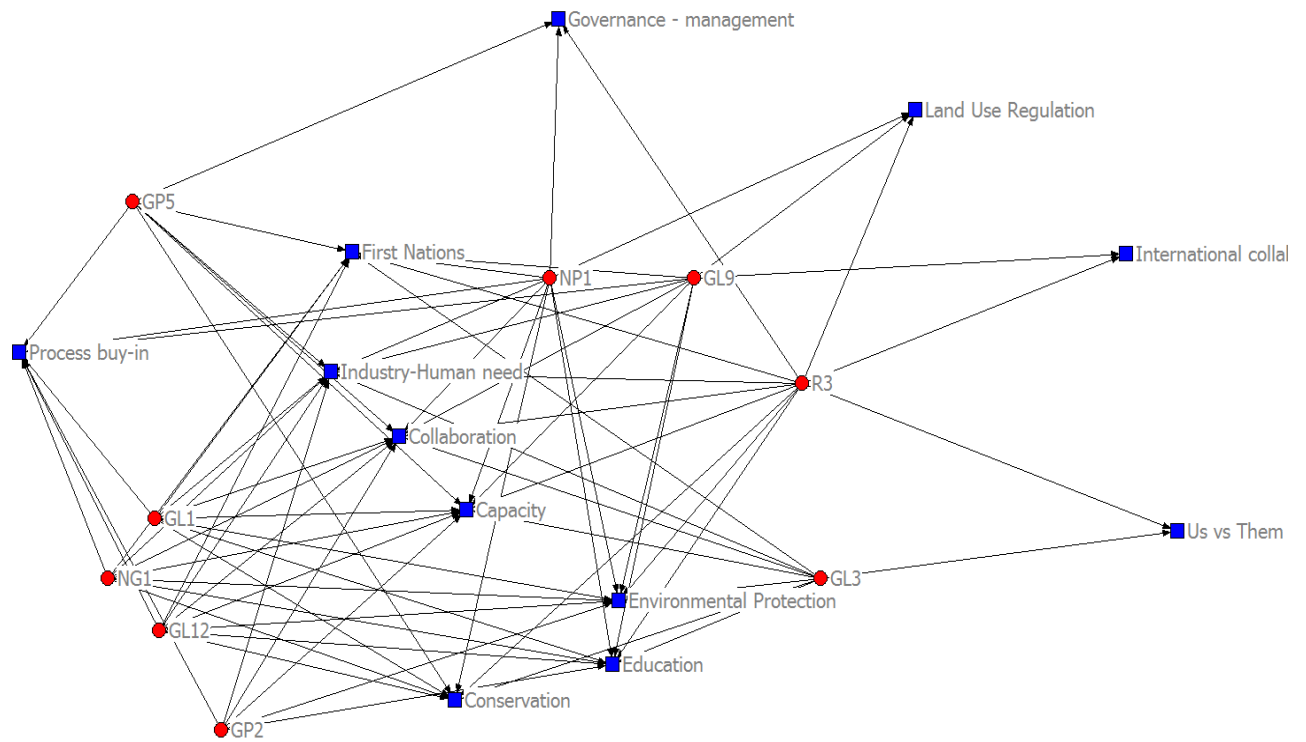 Governance - management
Land Use Regulation
GP5
First Nations
International collal
NP1
GL9
Process buy-in
Industry-Human needs
R3
Collaboration
Capacity
GL1
Us vs Them
NG1
GL3
Environmental Protection
GL12
Education
Conservation
GP2